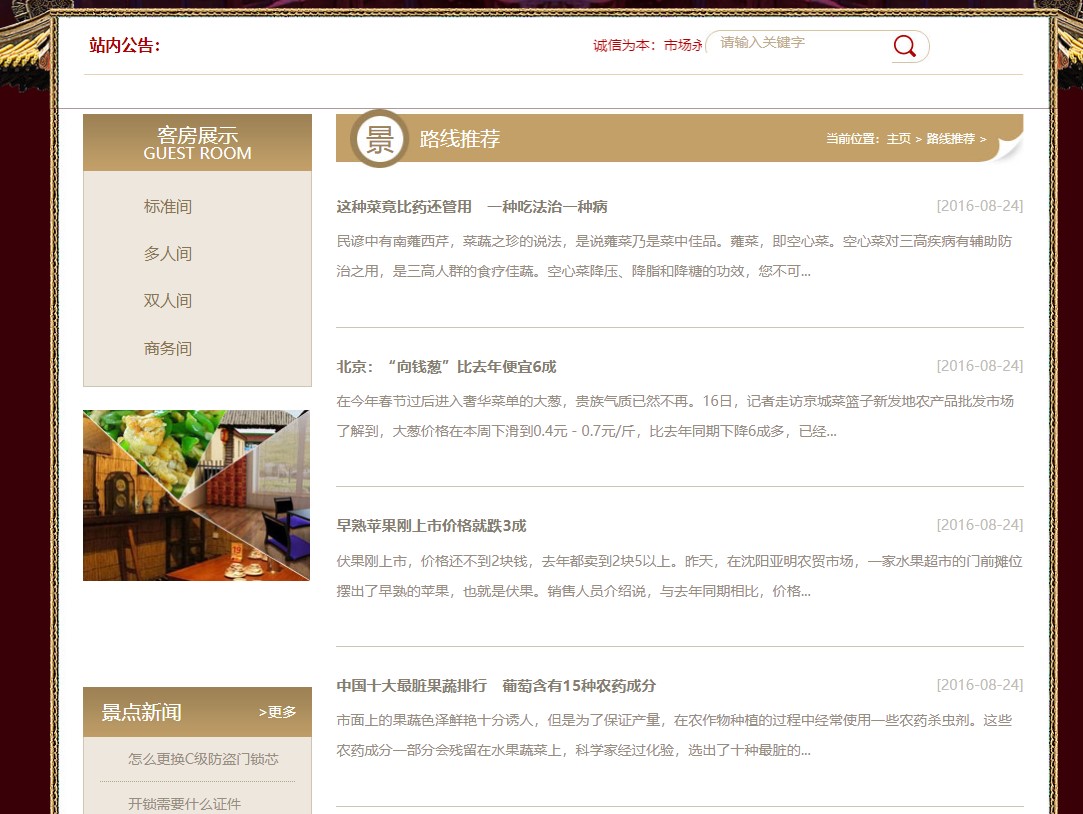 站内公告：
诚信为本：市场永
请输入关键字
客房展示
GUEST ROOM
标准间
多人间
双人间
商务间
景
路线推荐
当前位置：主页 > 路线推荐 >
这种菜竟比药还管用 一种吃法治一种病
[2016-08-24]
民谚中有南蕹西芹，菜蔬之珍的说法，是说蕹菜乃是菜中佳品。蕹菜，即空心菜。空心菜对三高疾病有辅助防
治之用，是三高人群的食疗佳蔬。空心菜降压、降脂和降糖的功效，您不可...
北京：“向钱葱”比去年便宜6成
[2016-08-24]
在今年春节过后进入奢华菜单的大葱，贵族气质已然不再。16日，记者走访京城菜篮子新发地农产品批发市场
了解到，大葱价格在本周下滑到0.4元－0.7元/斤，比去年同期下降6成多，已经...
早熟苹果刚上市价格就跌3成
[2016-08-24]
伏果刚上市，价格还不到2块钱，去年都卖到2块5以上。昨天，在沈阳亚明农贸市场，一家水果超市的门前摊位
摆出了早熟的苹果，也就是伏果。销售人员介绍说，与去年同期相比，价格...
中国十大最脏果蔬排行 葡萄含有15种农药成分
[2016-08-24]
市面上的果蔬色泽鲜艳十分诱人，但是为了保证产量，在农作物种植的过程中经常使用一些农药杀虫剂。这些
农药成分一部分会残留在水果蔬菜上，科学家经过化验，选出了十种最脏的...
景点新闻
>更多
怎么更换C级防盗门锁芯
开锁需要什么证件